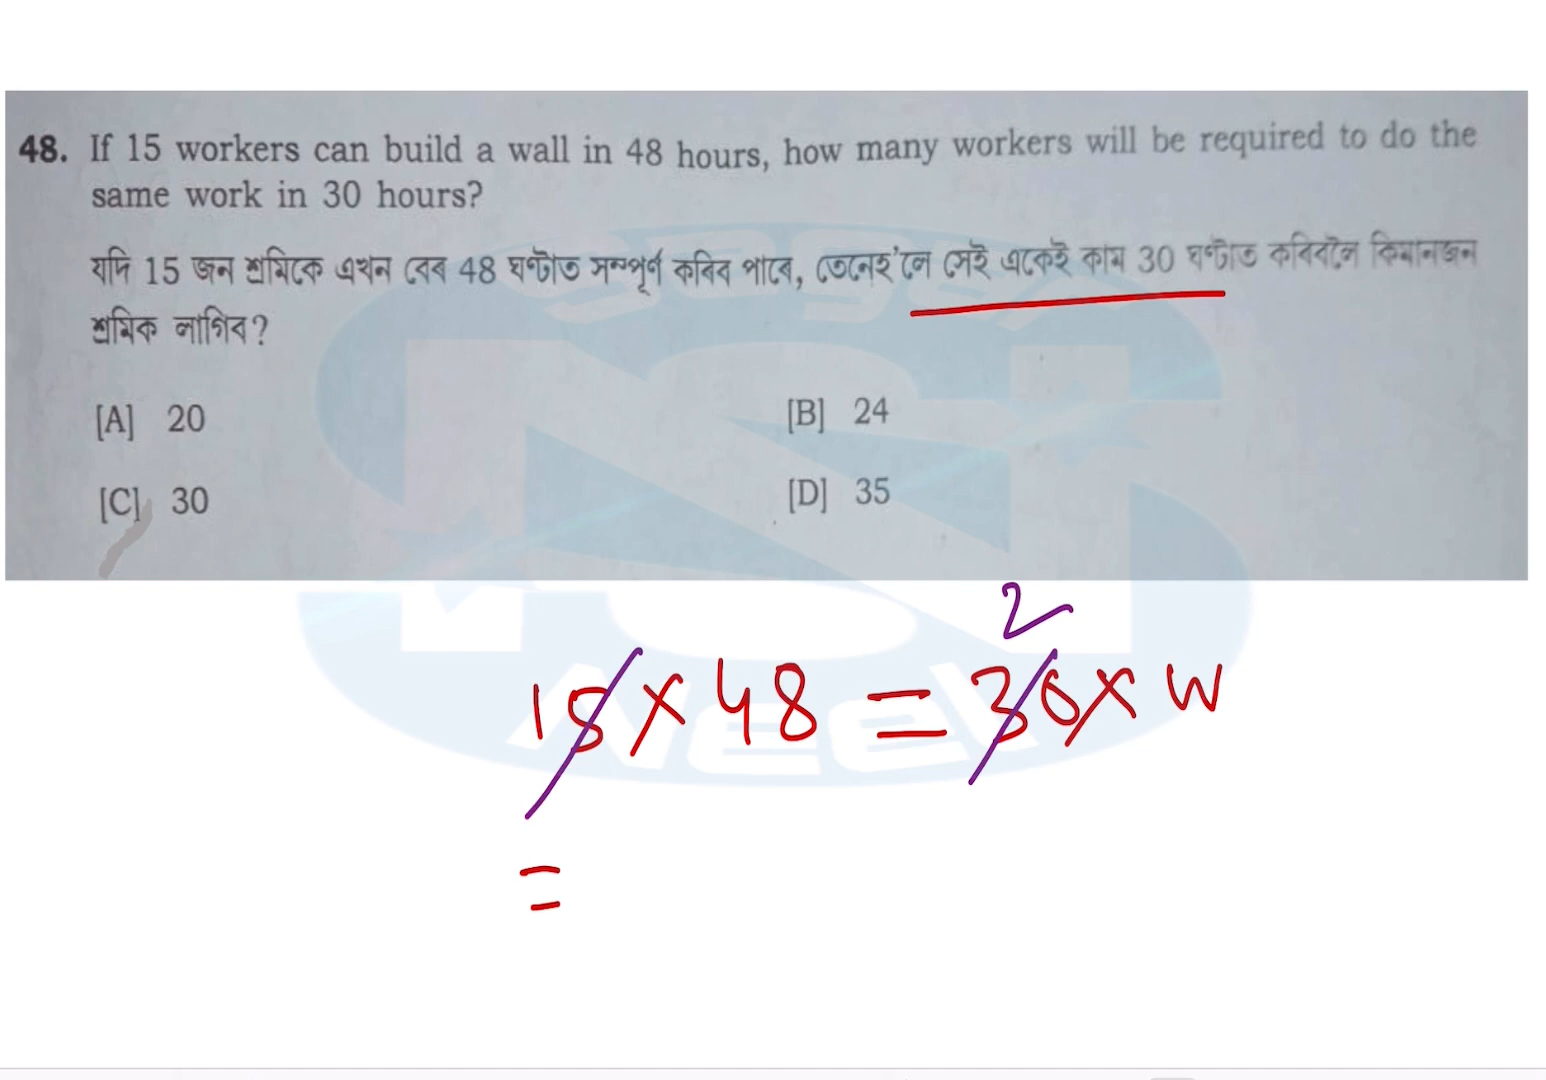 48. If 15 workers can build a wall in 48 hours, how many workers will be required to do the
same work in 30 hours?
যদি 15 জন শ্ৰমিকে এখন বেৰ 48 ঘণ্টাত সম্পূৰ্ণ কৰিব পাৰে, তেনেহ'লে সেই একেই কাম 30 ঘণ্টাত কৰিবলৈ কিমানজন
শ্ৰমিক লাগিব?
[A] 20 [B] 24
[C] 30 [D] 35
2
15 × 48 = 30 × W
=